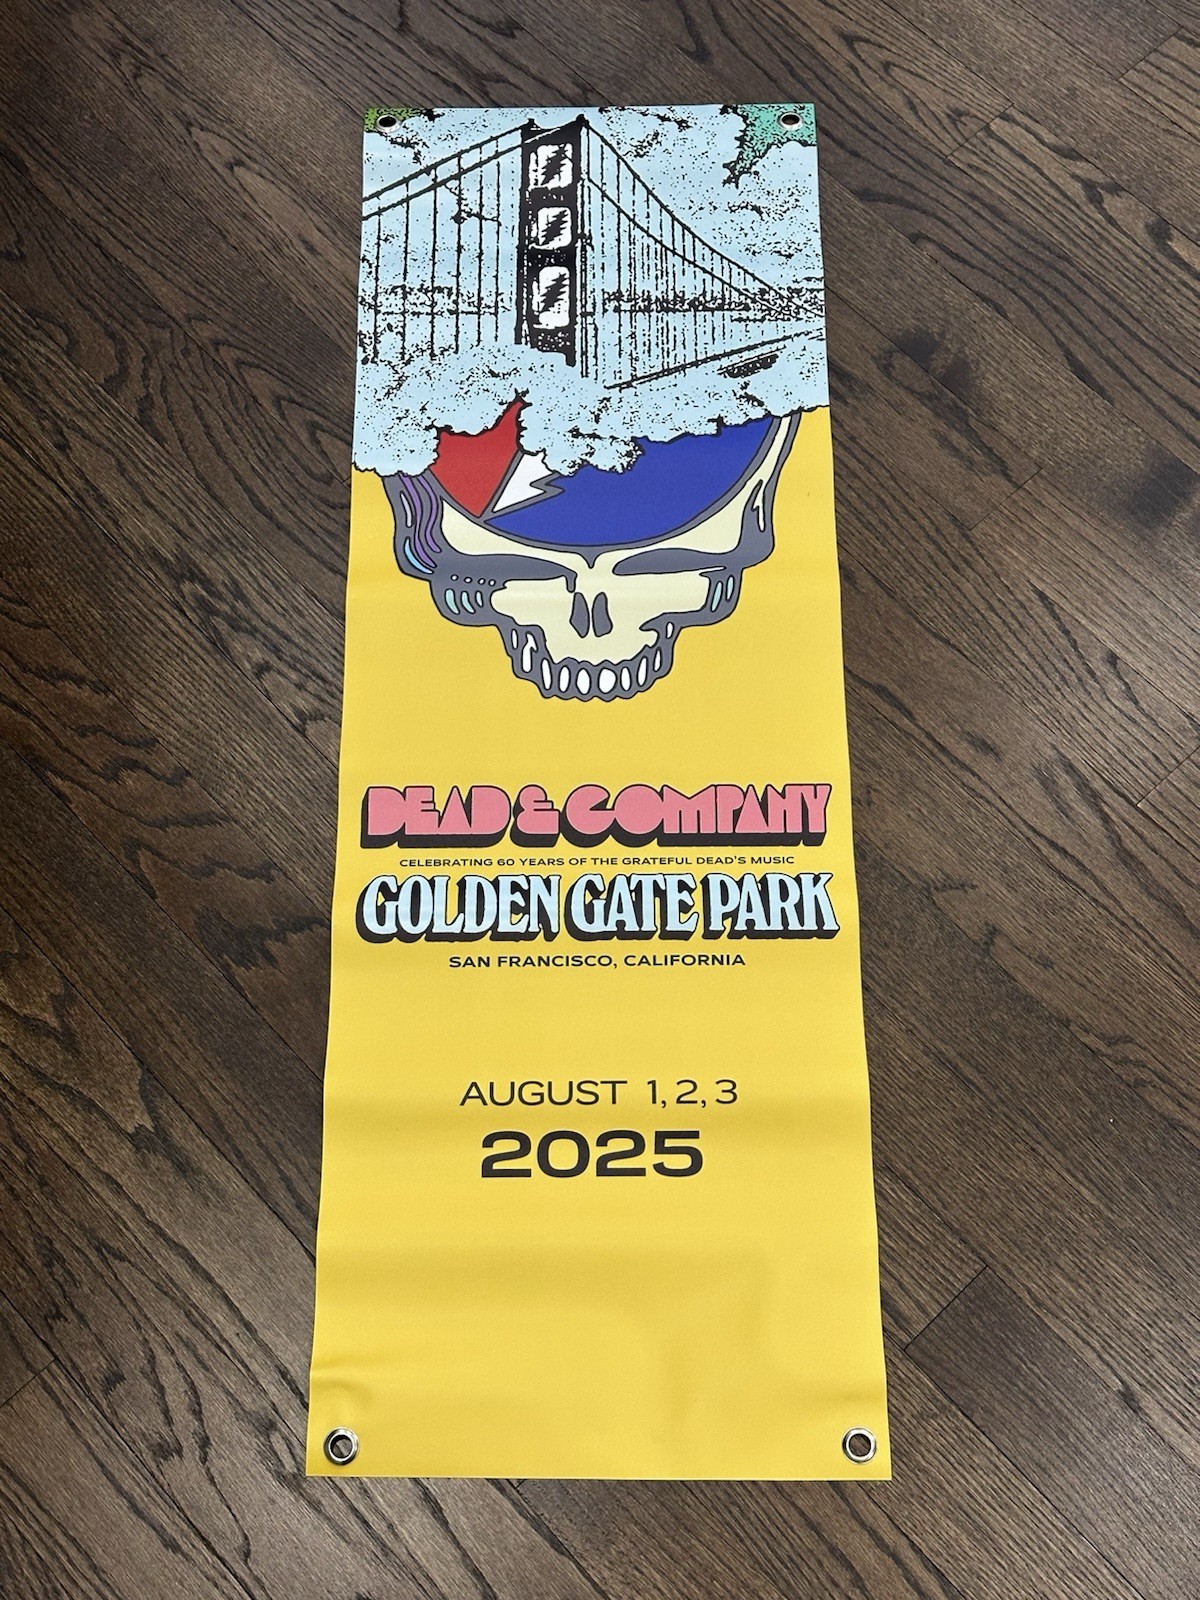 DEAD & COMPANY
CELEBRATING 60 YEARS OF THE GRATEFUL DEAD'S MUSIC
GOLDEN GATE PARK
SAN FRANCISCO, CALIFORNIA
AUGUST 1, 2, 3
2025